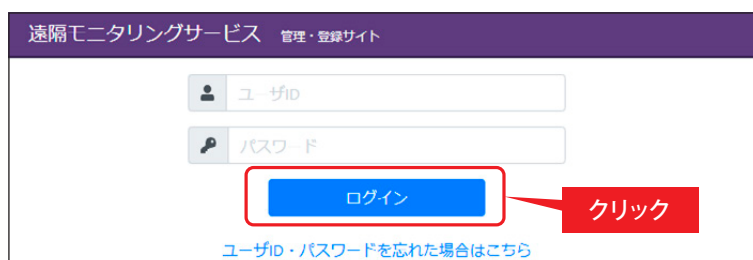 遠隔モニタリングサービス 管理・登録サイト
ユーザID
パスワード
ログイン
クリック
ユーザID・パスワードを忘れた場合はこちら